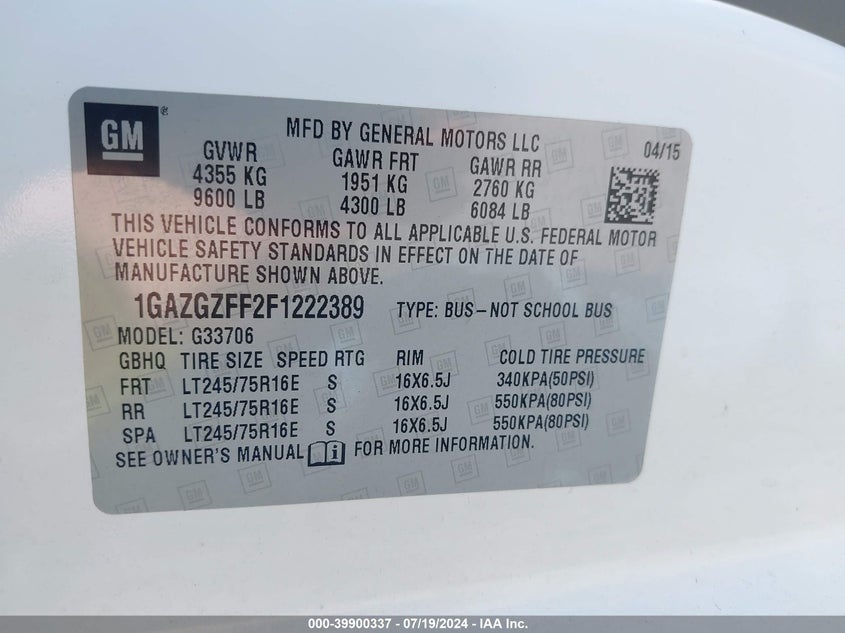 GM ®
MFD BY GENERAL MOTORS LLC
04/15
GVWR GAWR FRT GAWR RR
4355 KG 1951 KG 2760 KG
9600 LB 4300 LB 6084 LB
THIS VEHICLE CONFORMS TO ALL APPLICABLE U.S. FEDERAL MOTOR
VEHICLE SAFETY STANDARDS IN EFFECT ON THE DATE OF
MANUFACTURE SHOWN ABOVE.
1GAZGZFF2F1222389 TYPE: BUS-NOT SCHOOL BUS
MODEL: G33706
GBHQ TIRE SIZE SPEED RTG RIM COLD TIRE PRESSURE
FRT LT245/75R16E S 16X6.5J 340KPA(50PSI)
RR LT245/75R16E S 16X6.5J 550KPA(80PSI)
SPA LT245/75R16E S 16X6.5J 550KPA(80PSI)
SEE OWNER'S MANUAL i FOR MORE INFORMATION.
000-39900337 - 07/19/2024 - IAA Inc.